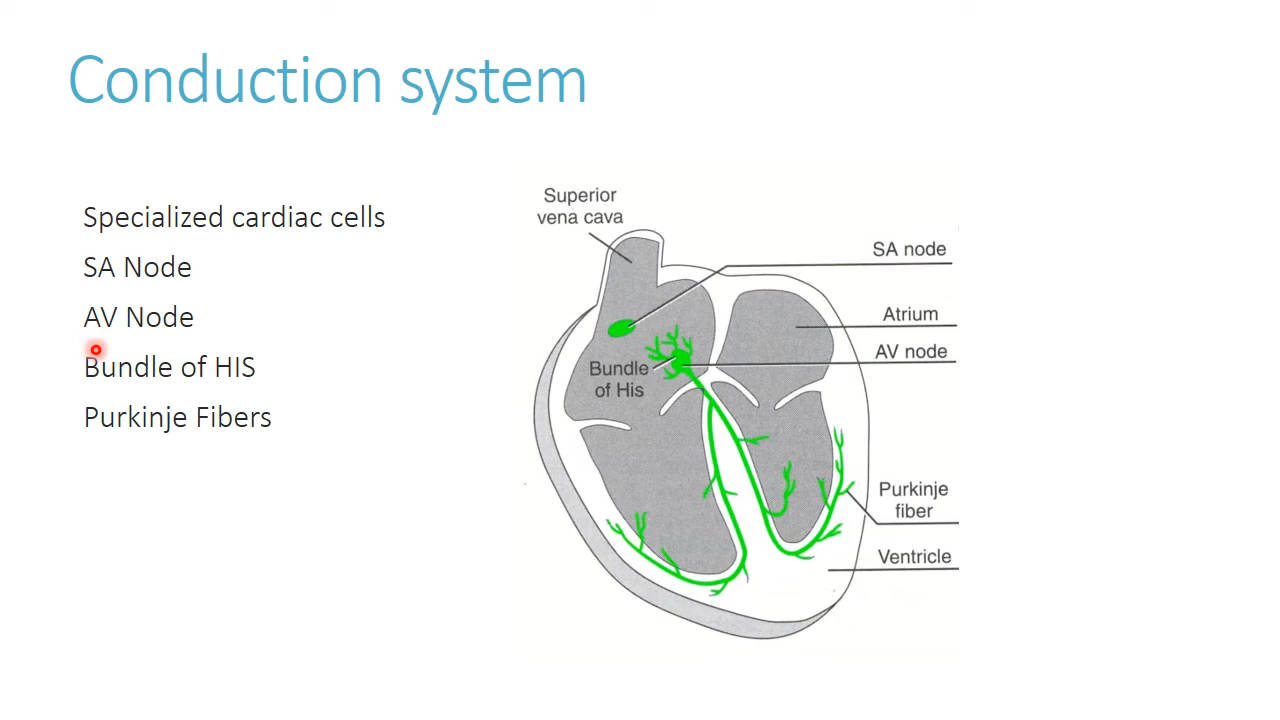 Conduction system
Specialized cardiac cells
SA Node
AV Node
Bundle of HIS
Purkinje Fibers
Superior
vena cava
SA node
Atrium
AV node
Bundle
of His
Purkinje
fiber
Ventricle